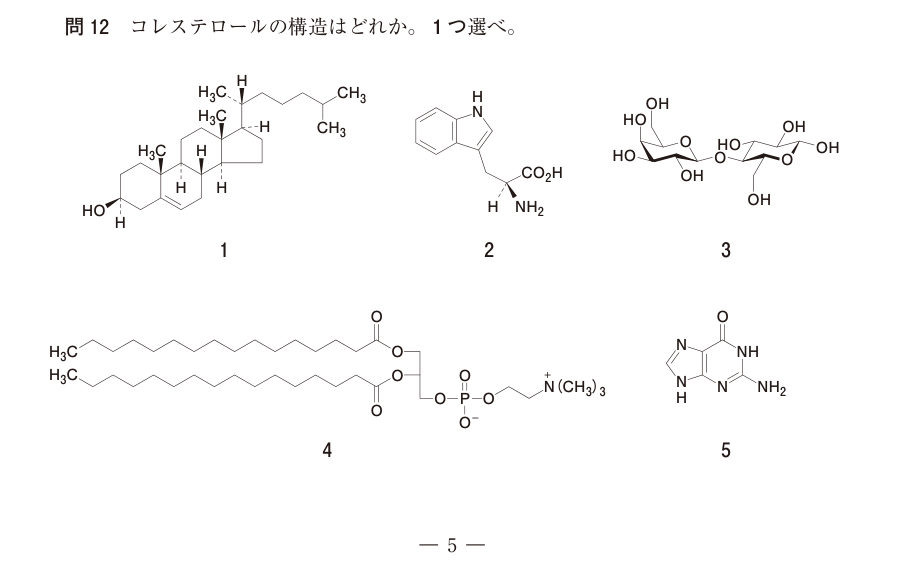 問 12 コレステロールの構造はどれか。1つ選べ。
H₃C H CH₃
CH₃
H₃C H
H₃C H
H H
HO H
1
H
N
CO₂H
H NH₂
2
OH
HO
O
HO
OH
O
OH
HO
O OH
OH
3
O
H₃C O
H₃C O
O
O
O P O
O⁻
N⁺(CH₃)₃
4
O
N NH
N N NH₂
H
5
— 5 —